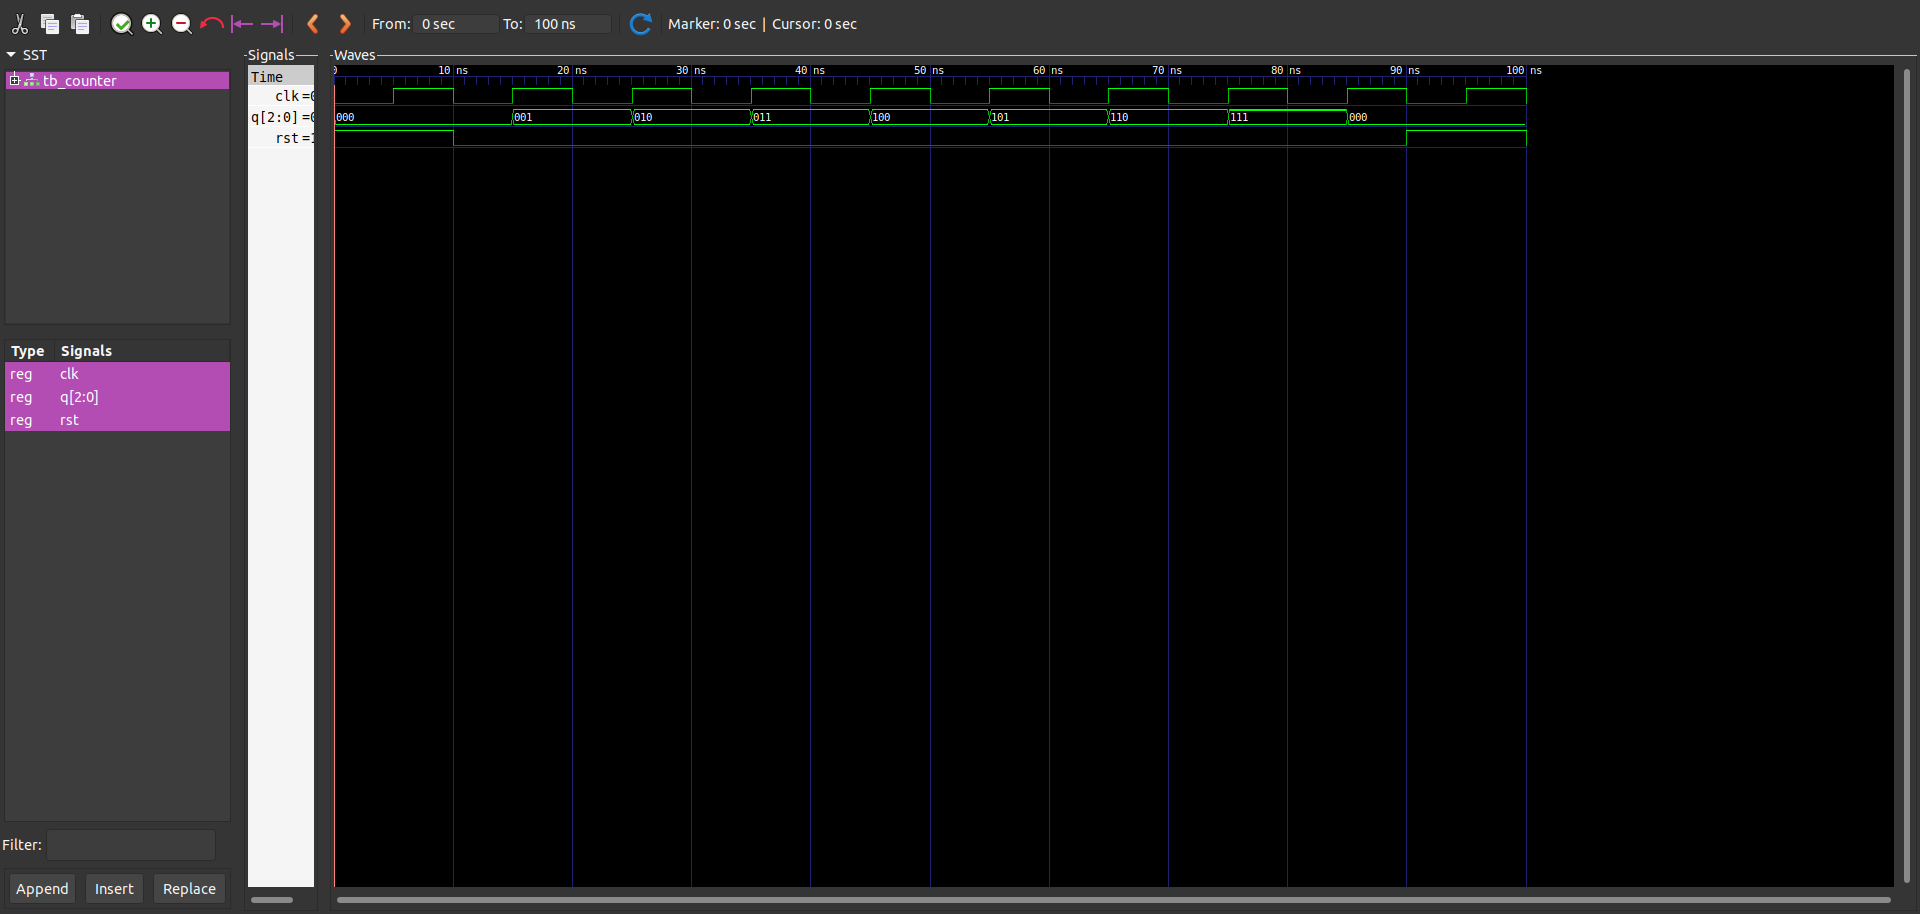 From: 0 sec To: 100 ns Marker: 0 sec | Cursor: 0 sec
SST
tb_counter
Type Signals
reg clk
reg q[2:0]
reg rst
Filter:
Append Insert Replace
Signals
Time
clk =0
q[2:0] =0
rst =1
Waves
0 10 ns 20 ns 30 ns 40 ns 50 ns 60 ns 70 ns 80 ns 90 ns 100 ns
000 001 010 011 100 101 110 111 000